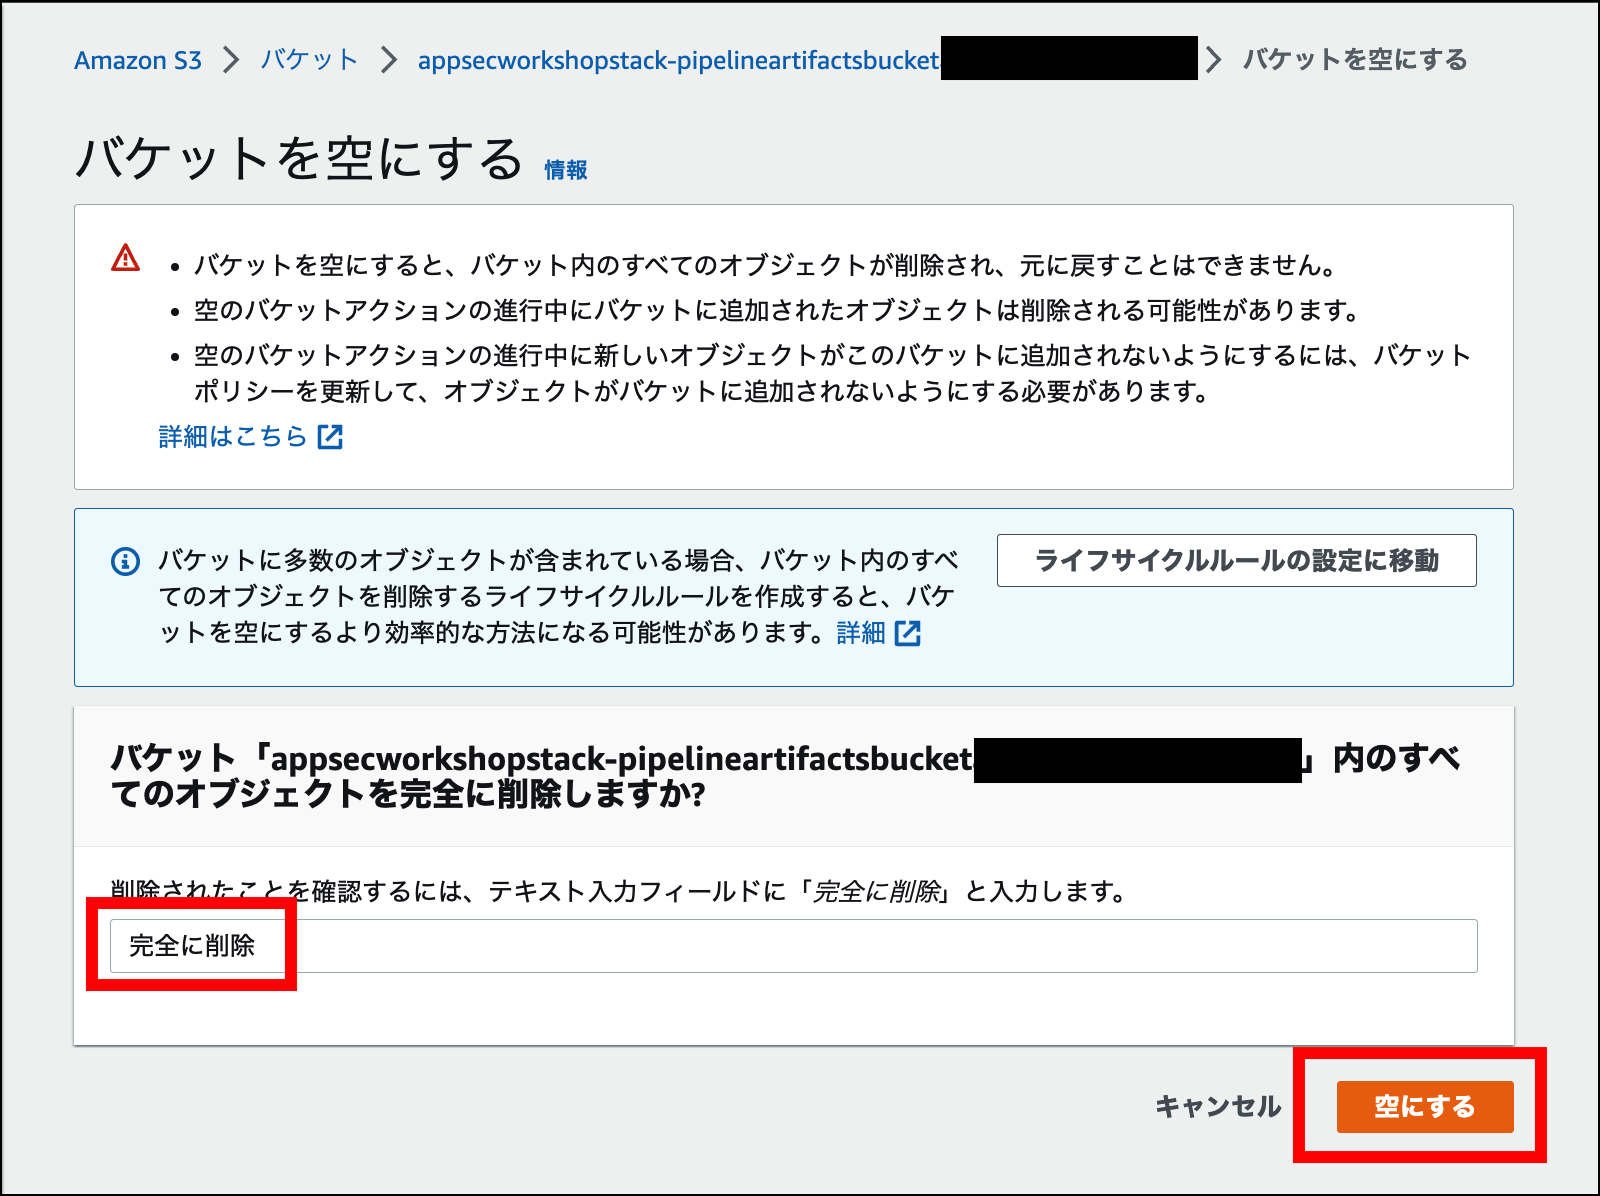 Amazon S3 > バケット > appsecworkshopstack-pipelineartifactsbucket > バケットを空にする
バケットを空にする 情報
• バケットを空にすると、バケット内のすべてのオブジェクトが削除され、元に戻すことはできません。
• 空のバケットアクションの進行中にバケットに追加されたオブジェクトは削除される可能性があります。
• 空のバケットアクションの進行中に新しいオブジェクトがこのバケットに追加されないようにするには、バケット
ポリシーを更新して、オブジェクトがバケットに追加されないようにする必要があります。
詳細はこちら
バケットに多数のオブジェクトが含まれている場合、バケット内のすべ
てのオブジェクトを削除するライフサイクルルールを作成すると、バケ
ットを空にするより効率的な方法になる可能性があります。詳細
ライフサイクルルールの設定に移動
バケット「appsecworkshopstack-pipelineartifactsbucket」内のすべ
てのオブジェクトを完全に削除しますか?
削除されたことを確認するには、テキスト入力フィールドに「完全に削除」と入力します。
完全に削除
キャンセル
空にする